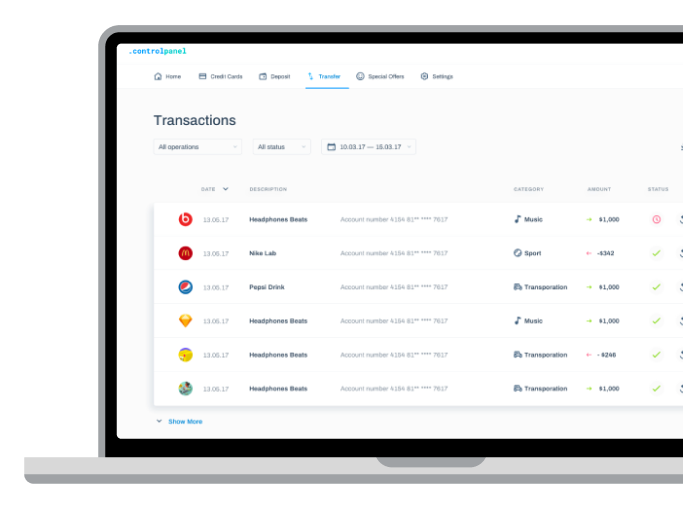 .controlpanel
Home Credit Cards Deposit Transfer Special Offers Settings
Transactions
All operations All status 10.03.17 — 15.03.17
DATE DESCRIPTION CATEGORY AMOUNT STATUS
13.05.17 Headphones Beats Account number 4154 81** **** 7617 Music $1,000
13.05.17 Nike Lab Account number 4154 81** **** 7617 Sport -$342
13.05.17 Pepsi Drink Account number 4154 81** **** 7617 Transporation $1,000
13.05.17 Headphones Beats Account number 4154 81** **** 7617 Music $1,000
13.05.17 Headphones Beats Account number 4154 81** **** 7617 Transporation - $246
13.05.17 Headphones Beats Account number 4154 81** **** 7617 Transporation $1,000
Show More